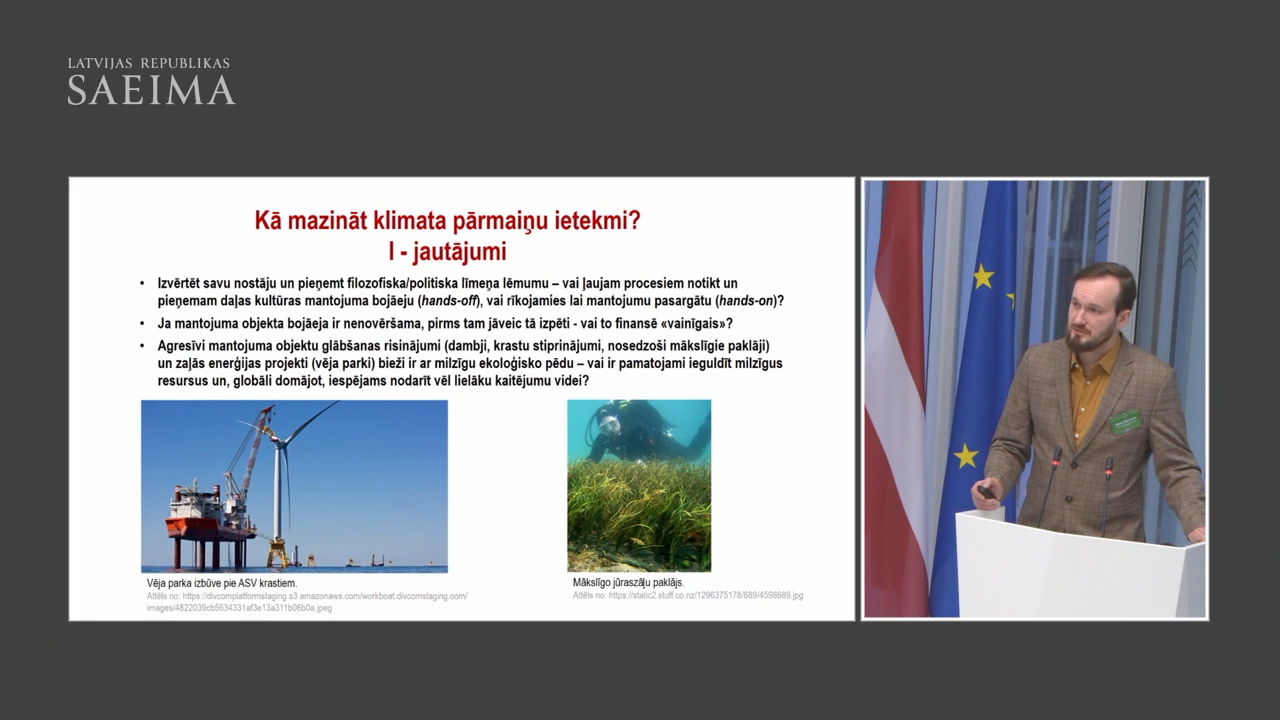 LATVIJAS REPUBLIKAS
SAEIMA
Kā mazināt klimata pārmaiņu ietekmi?
I - jautājumi
• Izvērtēt savu nostāju un pieņemt filozofiska/politiska līmeņa lēmumu – vai ļaujam procesiem notikt un
pieņemam daļas kultūras mantojuma bojāeju (hands-off), vai rīkojamies lai mantojumu pasargātu (hands-on)?
• Ja mantojuma objekta bojāeja ir nenovēršama, pirms tam jāveic tā izpēti - vai to finansē «vainīgais»?
• Agresīvi mantojuma objektu glābšanas risinājumi (dambji, krastu stiprinājumi, nosedzoši mākslīgie paklāji)
un zaļās enerģijas projekti (vēja parki) bieži ir ar milzīgu ekoloģisko pēdu – vai ir pamatojami ieguldīt milzīgus
resursus un, globāli domājot, iespējams nodarīt vēl lielāku kaitējumu videi?
Vēja parka izbūve pie ASV krastiem.
Attēls no: https://divcomplatformstaging.s3.amazonaws.com/workboat.divcomstaging.com/
images/4822039cb5634331af3e13a311b06b0a.jpeg
Mākslīgo jūraszāļu paklājs.
Attēls no: https://static2.stuff.co.nz/1296375178/689/4598689.jpg